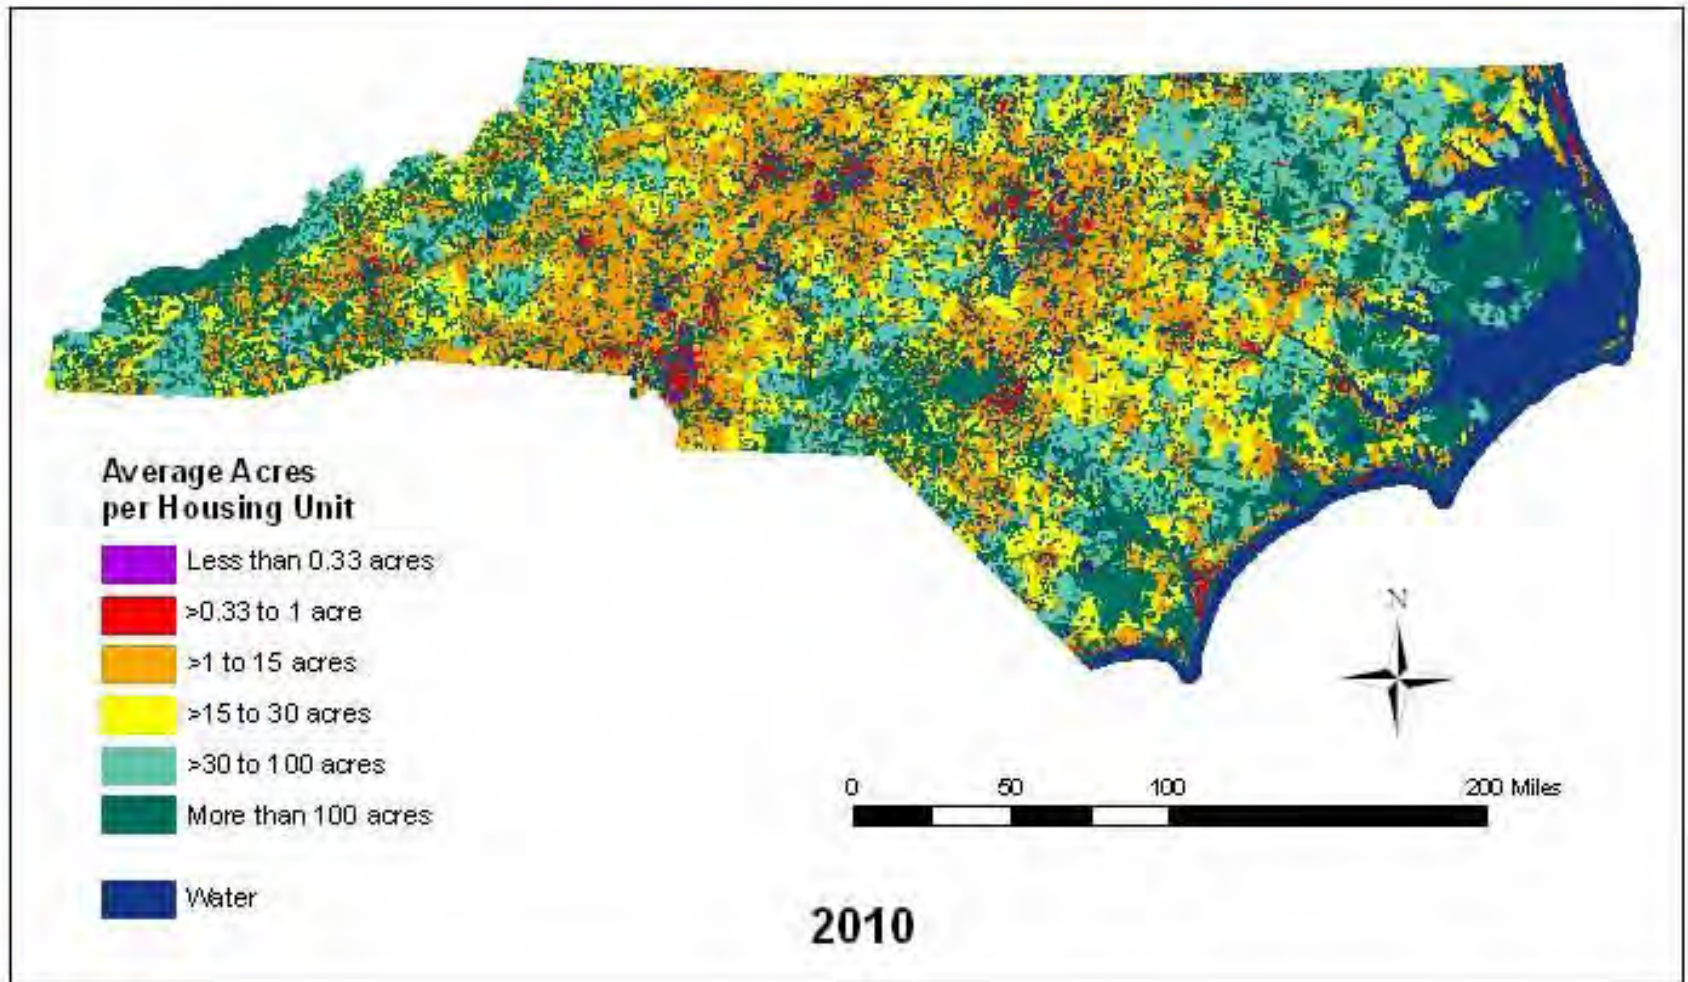 Average Acres
per Housing Unit
Less than 0.33 acres
>0.33 to 1 acre
>1 to 15 acres
>15 to 30 acres
>30 to 100 acres
More than 100 acres
Water
N
0 50 100 200 Miles
2010